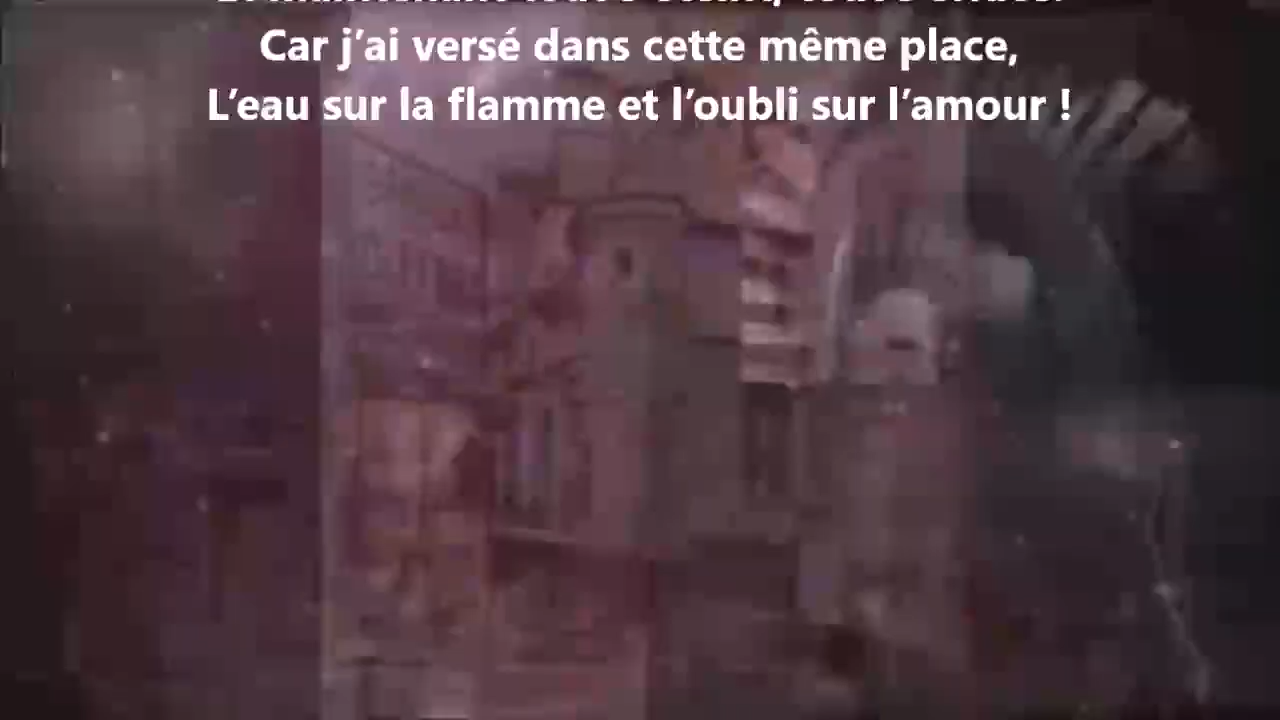 Car j’ai versé dans cette même place,
L’eau sur la flamme et l’oubli sur l’amour !